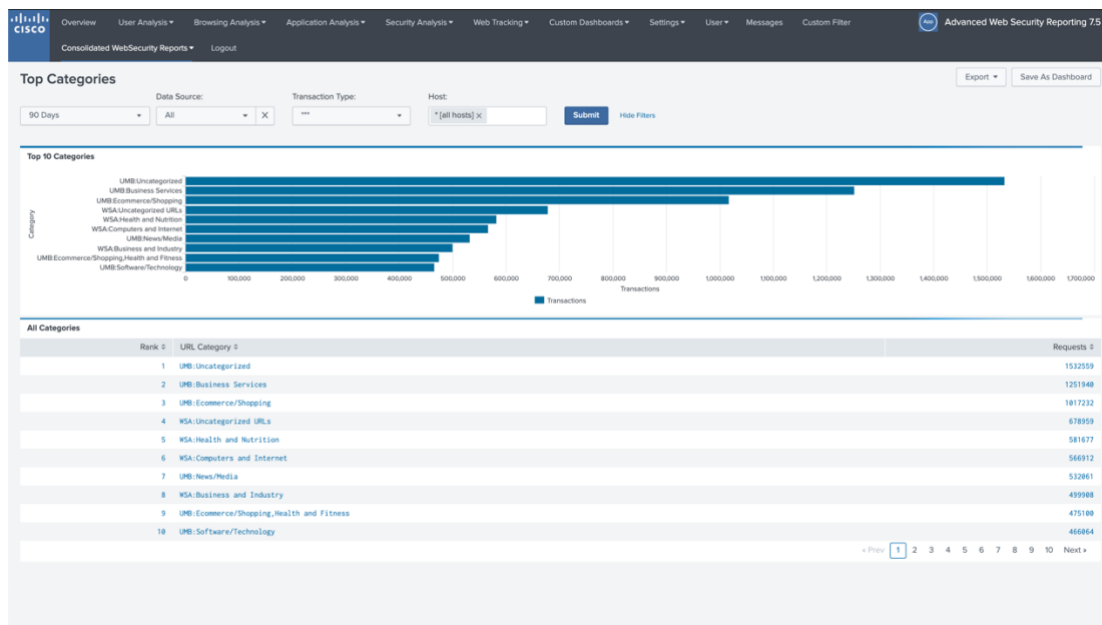 CISCO
Overview User Analysis Browsing Analysis Application Analysis Security Analysis Web Tracking Custom Dashboards Settings User Messages Custom Filter App Advanced Web Security Reporting 7.5
Consolidated WebSecurity Reports Logout
Top Categories
Export Save As Dashboard
Data Source: Transaction Type: Host:
90 Days All X *** * [all hosts] x Submit Hide Filters
Top 10 Categories
Category
UMB:Uncategorized
UMB:Business Services
UMB:Ecommerce/Shopping
WSA:Uncategorized URLs
WSA:Health and Nutrition
WSA:Computers and Internet
UMB:News/Media
WSA:Business and Industry
UMB:Ecommerce/Shopping,Health and Fitness
UMB:Software/Technology
0 100,000 200,000 300,000 400,000 500,000 600,000 700,000 800,000 900,000 1,000,000 1,100,000 1,200,000 1,300,000 1,400,000 1,500,000 1,600,000 1,700,000
Transactions
Transactions
All Categories
Rank URL Category Requests
1 UMB:Uncategorized 1532559
2 UMB:Business Services 1251940
3 UMB:Ecommerce/Shopping 1017232
4 WSA:Uncategorized URLs 678959
5 WSA:Health and Nutrition 581677
6 WSA:Computers and Internet 566912
7 UMB:News/Media 532061
8 WSA:Business and Industry 499908
9 UMB:Ecommerce/Shopping,Health and Fitness 475100
10 UMB:Software/Technology 466064
« Prev 1 2 3 4 5 6 7 8 9 10 Next »